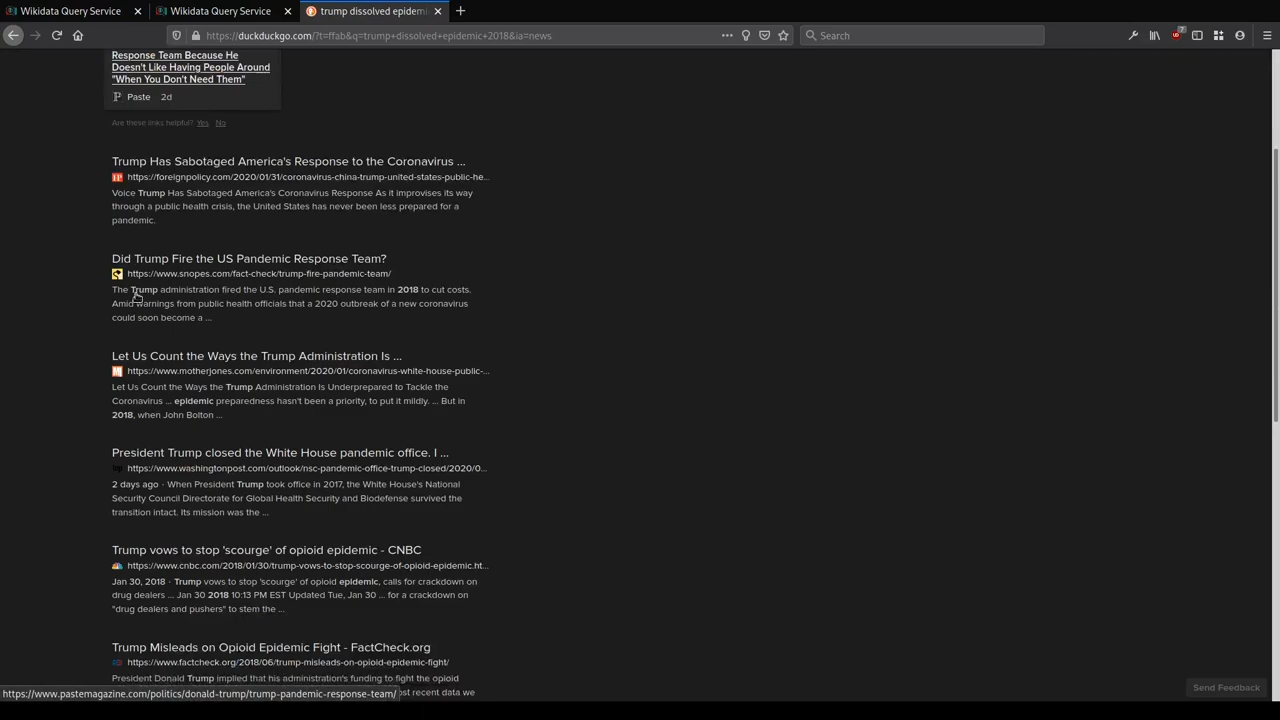 Wikidata Query Service
Wikidata Query Service
trump dissolved epidemi
https://duckduckgo.com/?t=ffab&q=trump+dissolved+epidemic+2018&ia=news
Search
7
Response Team Because He
Doesn't Like Having People Around
"When You Don't Need Them"
Paste 2d
Are these links helpful? Yes No
Trump Has Sabotaged America's Response to the Coronavirus ...
https://foreignpolicy.com/2020/01/31/coronavirus-china-trump-united-states-public-he...
Voice Trump Has Sabotaged America's Coronavirus Response As it improvises its way
through a public health crisis, the United States has never been less prepared for a
pandemic.
Did Trump Fire the US Pandemic Response Team?
https://www.snopes.com/fact-check/trump-fire-pandemic-team/
The Trump administration fired the U.S. pandemic response team in 2018 to cut costs.
Amid warnings from public health officials that a 2020 outbreak of a new coronavirus
could soon become a ...
Let Us Count the Ways the Trump Administration Is ...
https://www.motherjones.com/environment/2020/01/coronavirus-white-house-public-...
Let Us Count the Ways the Trump Administration Is Underprepared to Tackle the
Coronavirus ... epidemic preparedness hasn't been a priority, to put it mildly. ... But in
2018, when John Bolton ...
President Trump closed the White House pandemic office. I ...
https://www.washingtonpost.com/outlook/nsc-pandemic-office-trump-closed/2020/0...
2 days ago · When President Trump took office in 2017, the White House's National
Security Council Directorate for Global Health Security and Biodefense survived the
transition intact. Its mission was the ...
Trump vows to stop 'scourge' of opioid epidemic - CNBC
https://www.cnbc.com/2018/01/30/trump-vows-to-stop-scourge-of-opioid-epidemic.ht...
Jan 30, 2018 · Trump vows to stop 'scourge' of opioid epidemic, calls for crackdown on
drug dealers ... Jan 30 2018 10:13 PM EST Updated Tue, Jan 30 ... for a crackdown on
"drug dealers and pushers" to stem the ...
Trump Misleads on Opioid Epidemic Fight - FactCheck.org
https://www.factcheck.org/2018/06/trump-misleads-on-opioid-epidemic-fight/
President Donald Trump implied that his administration's funding to fight the opioid
most recent data we
https://www.pastemagazine.com/politics/donald-trump/trump-pandemic-response-team/
Send Feedback